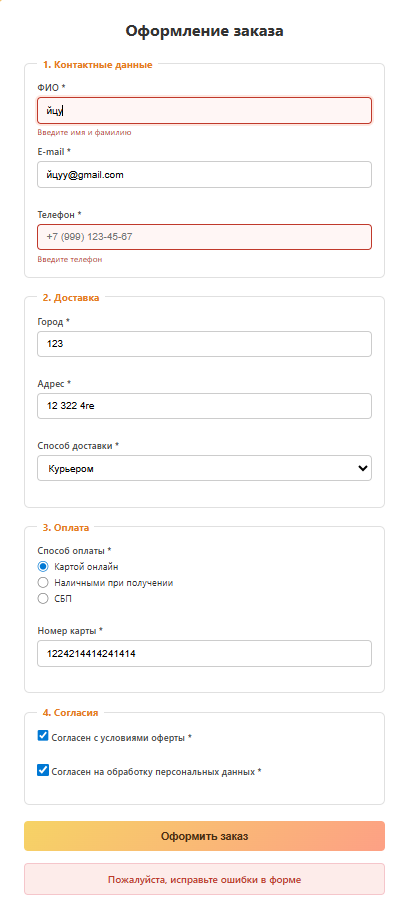 Оформление заказа
1. Контактные данные
ФИО *
йцу
Введите имя и фамилию
E-mail *
йцуу@gmail.com
Телефон *
+7 (999) 123-45-67
Введите телефон
2. Доставка
Город *
123
Адрес *
12 322 4ге
Способ доставки *
Курьером
3. Оплата
Способ оплаты *
Картой онлайн
Наличными при получении
СБП
Номер карты *
1224214414241414
4. Согласия
Согласен с условиями оферты *
Согласен на обработку персональных данных *
Оформить заказ
Пожалуйста, исправьте ошибки в форме